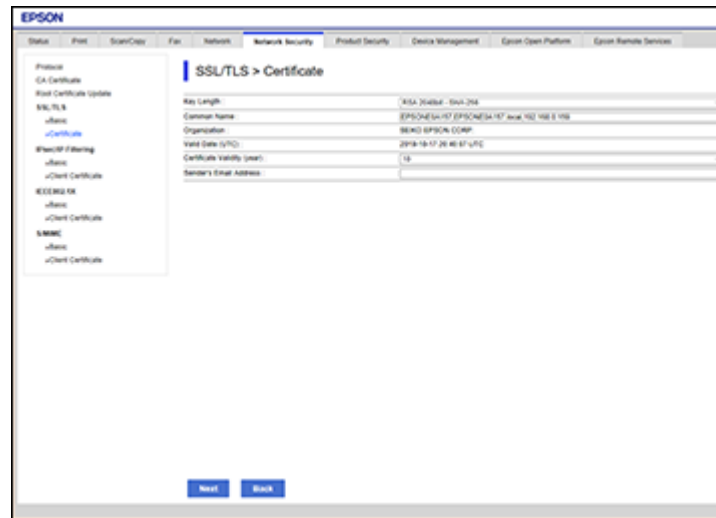 EPSON
Status Print Scan/Copy Fax Network Network Security Product Security Device Management Epson Open Platform Epson Remote Services
Protocol
CA Certificate
Root Certificate Update
SSL/TLS
»Basic
»Certificate
IPsec/IP Filtering
»Basic
»Client Certificate
IEEE802.1X
»Basic
»Client Certificate
S/MIME
»Basic
»Client Certificate
SSL/TLS > Certificate
Key Length : RSA 2048bit - SHA-256
Common Name :
Organization : SEIKO EPSON CORP.
Valid Date (UTC) : UTC
Certificate Validity (year) : 10
Sender's Email Address :
Next Back